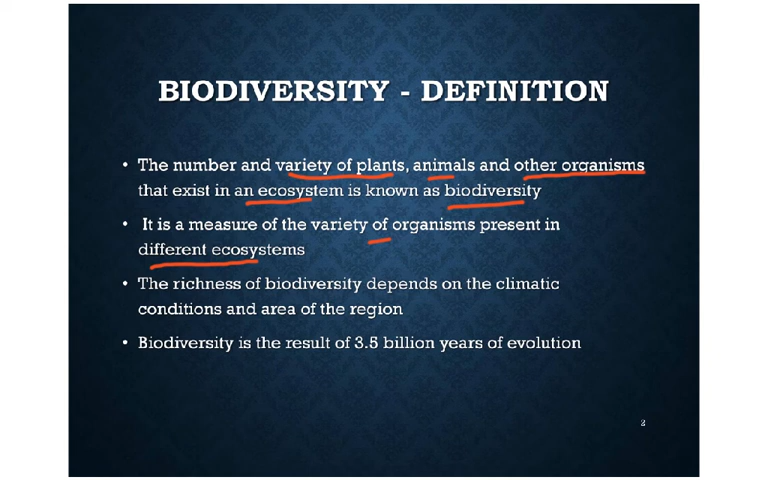 BIODIVERSITY - DEFINITION
• The number and variety of plants, animals and other organisms
that exist in an ecosystem is known as biodiversity
• It is a measure of the variety of organisms present in
different ecosystems
• The richness of biodiversity depends on the climatic
conditions and area of the region
• Biodiversity is the result of 3.5 billion years of evolution
2